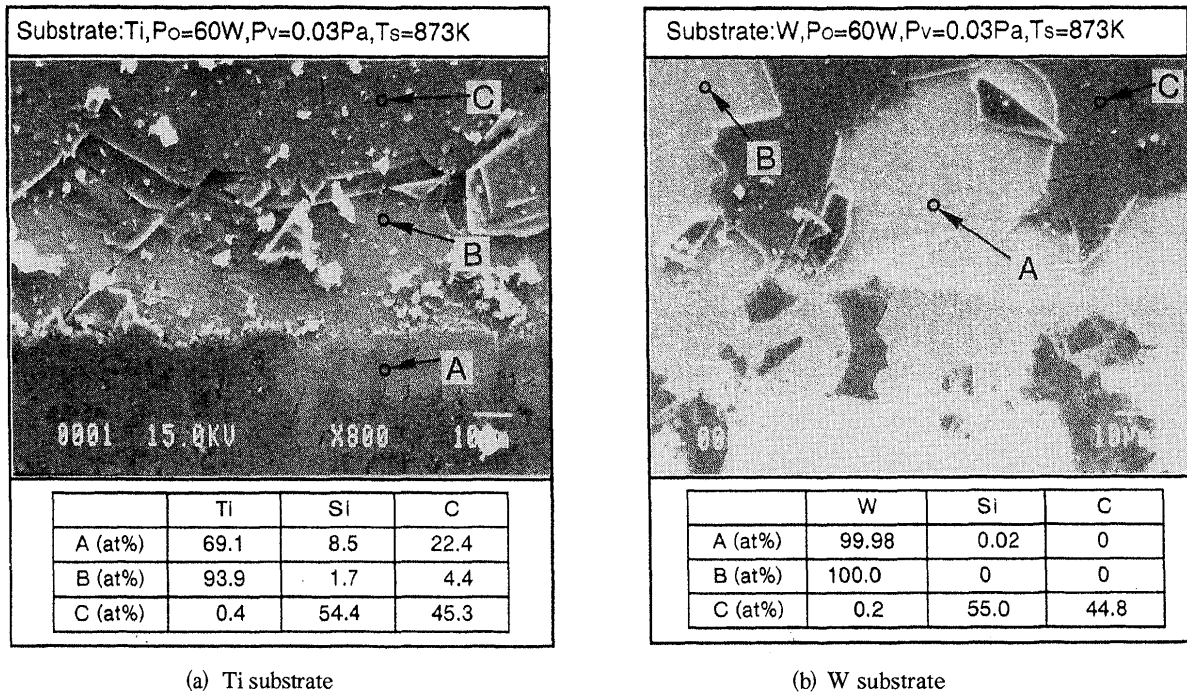 Substrate:Ti,Po=60W,Pv=0.03Pa,Ts=873K
C
B
A
0001 15.0KV X800 10μm
Ti Si C
A (at%) 69.1 8.5 22.4
B (at%) 93.9 1.7 4.4
C (at%) 0.4 54.4 45.3
(a) Ti substrate
Substrate:W,Po=60W,Pv=0.03Pa,Ts=873K
C
B
A
00 10μm
W Si C
A (at%) 99.98 0.02 0
B (at%) 100.0 0 0
C (at%) 0.2 55.0 44.8
(b) W substrate